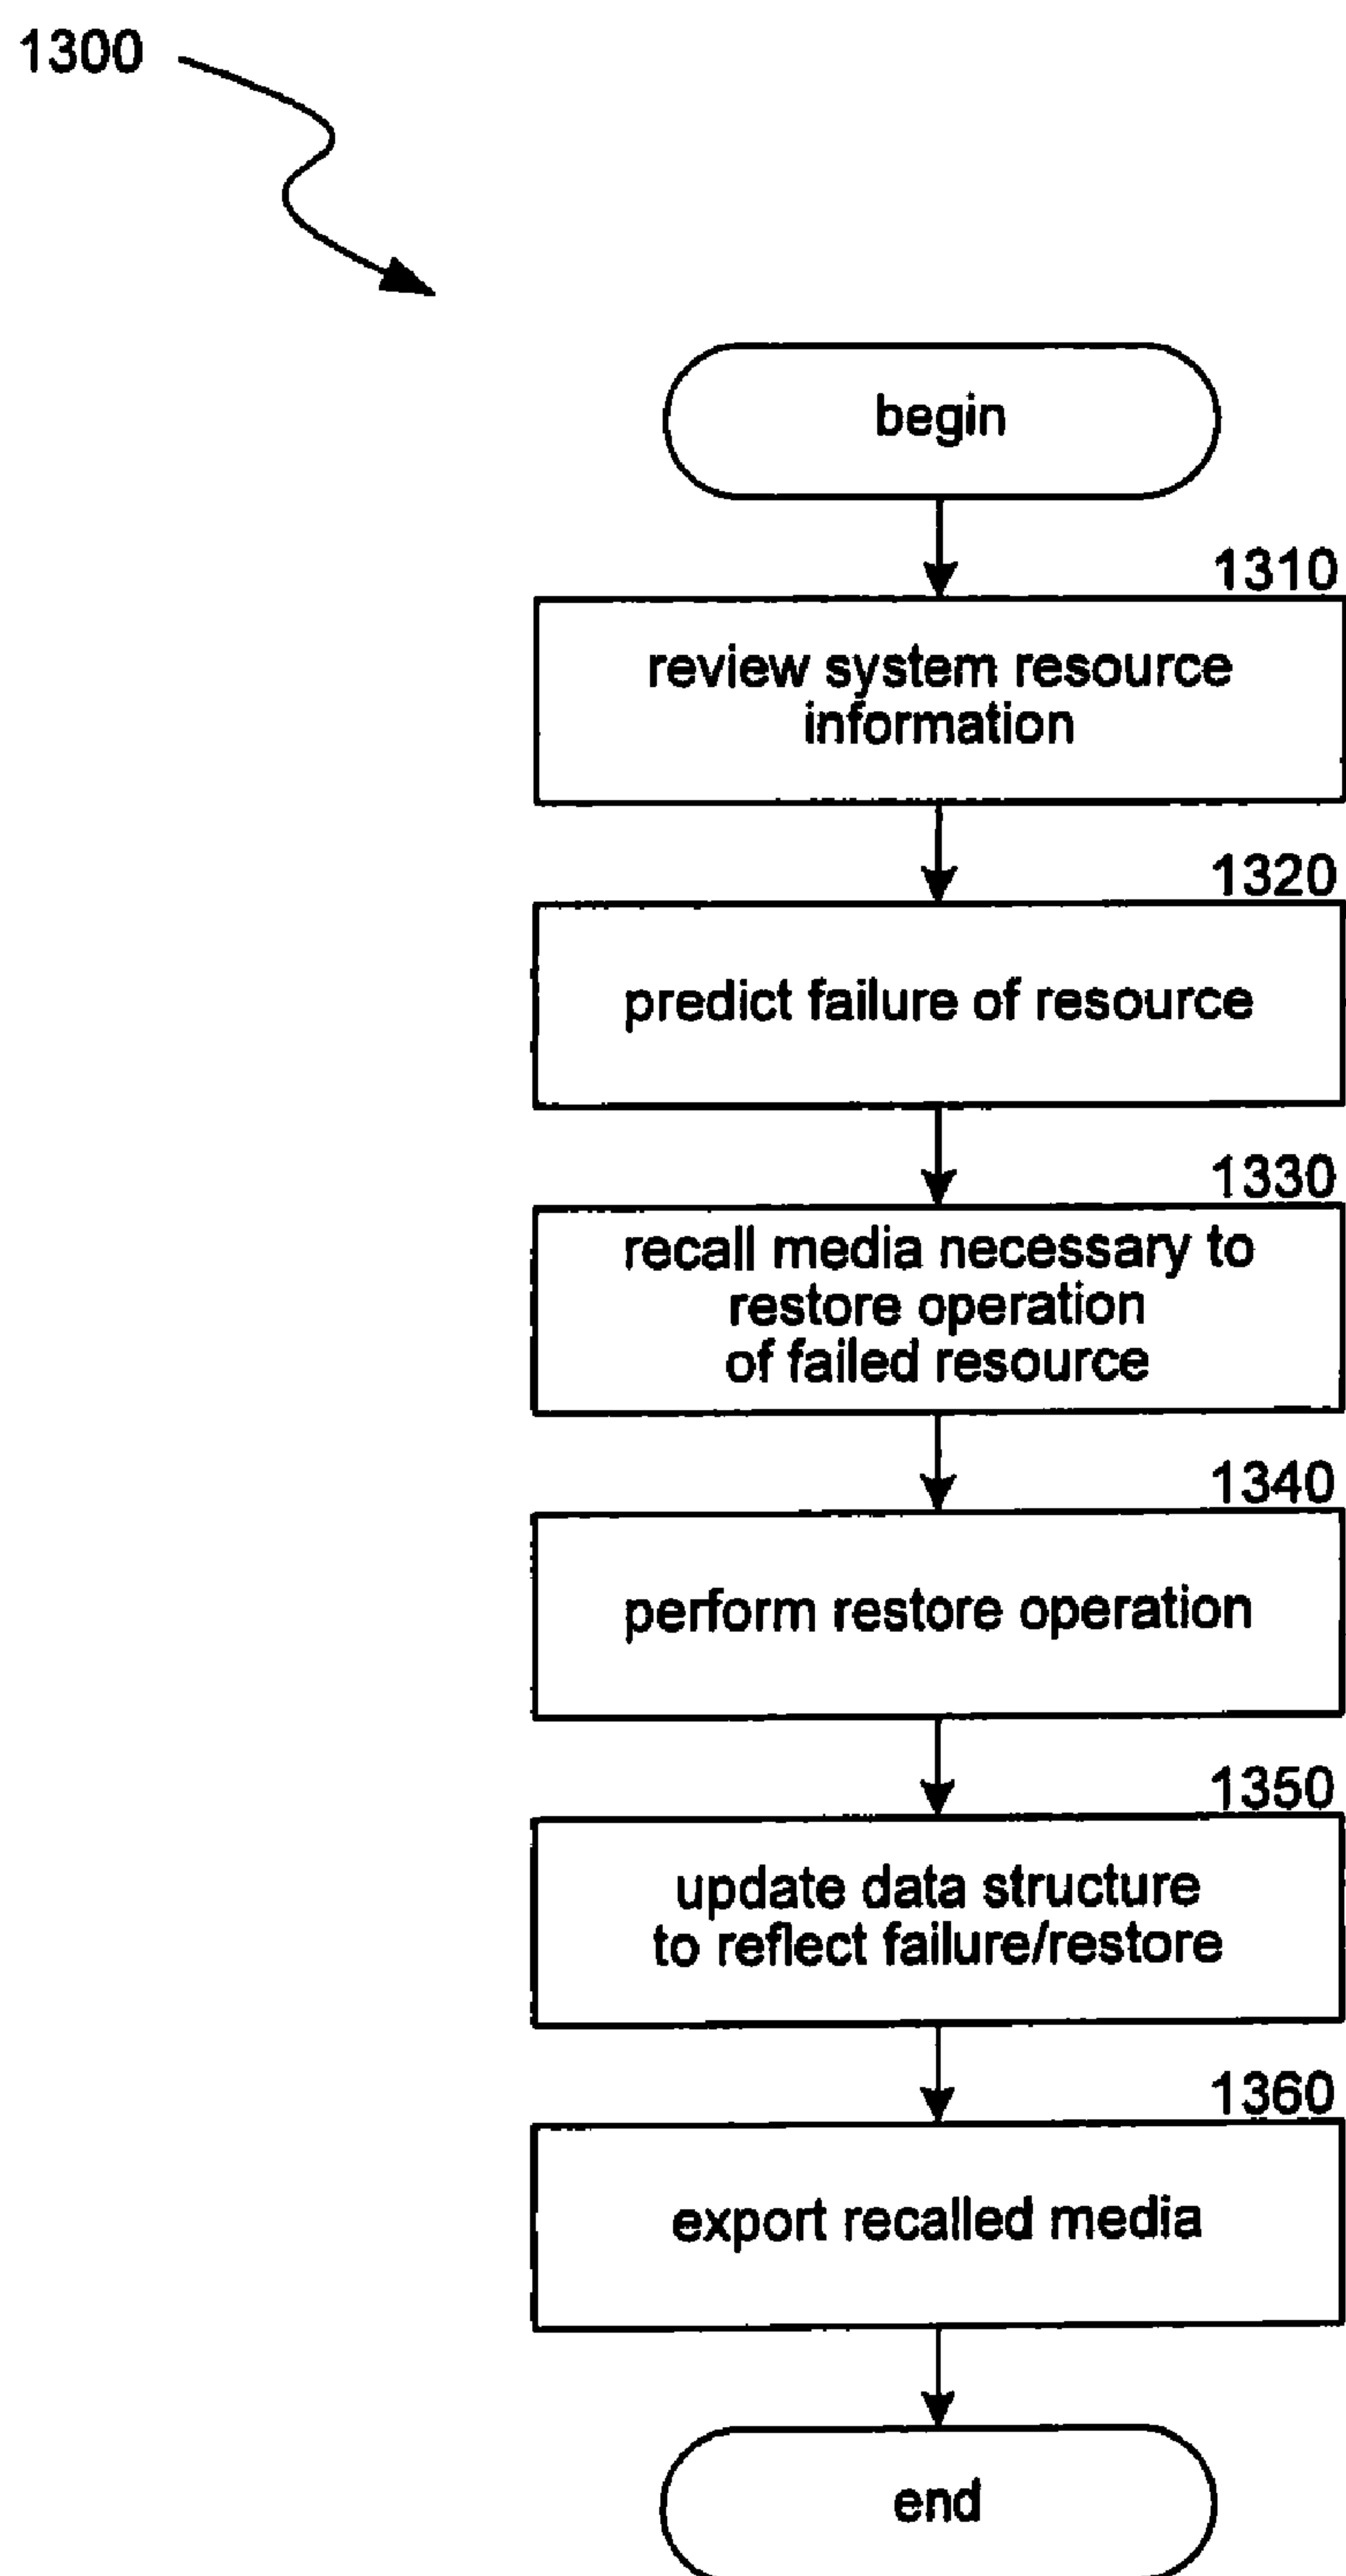 1300
begin
1310
review system resource
information
1320
predict failure of resource
1330
recall media necessary to
restore operation
of failed resource
1340
perform restore operation
1350
update data structure
to reflect failure/restore
1360
export recalled media
end